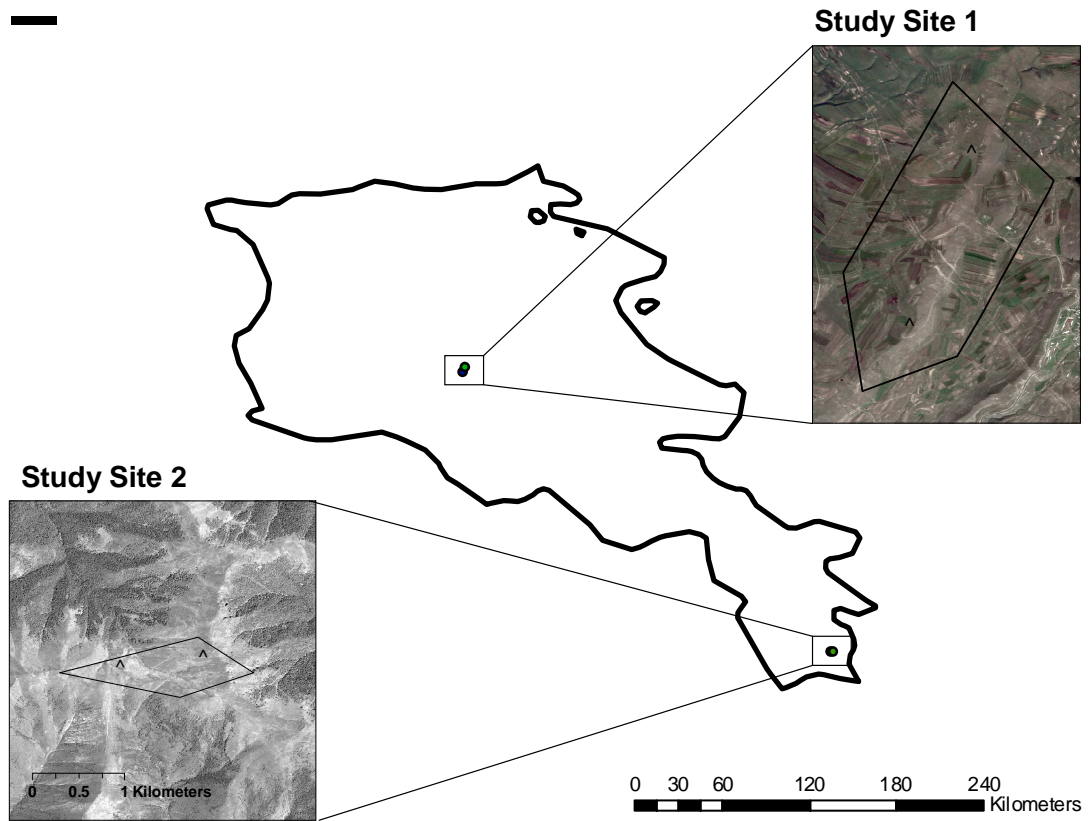 Study Site 1
^
^
Study Site 2
^ ^
0 0.5 1 Kilometers
0 30 60 120 180 240
Kilometers